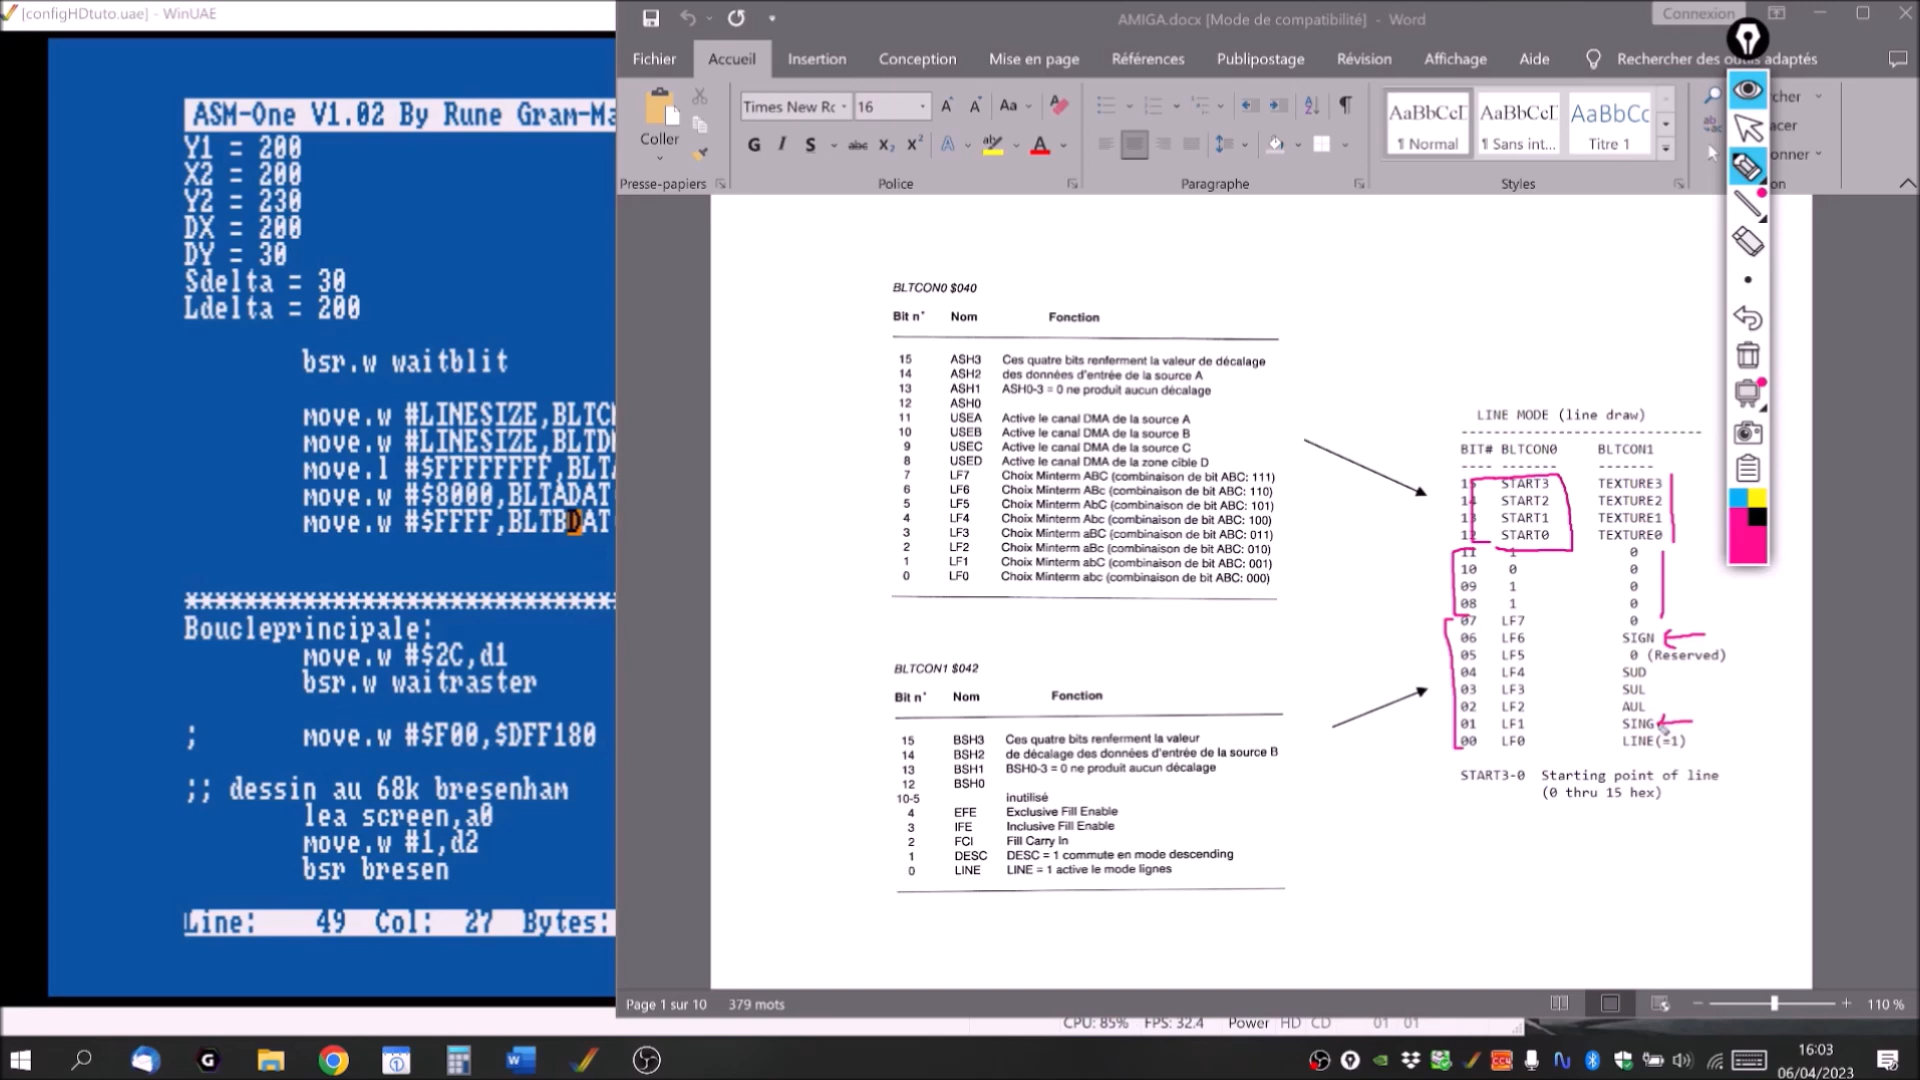 [configHDtuto.uae] - WinUAE
ASM-One V1.02 By Rune Gram-Ma
Y1 = 200
X2 = 200
Y2 = 230
DX = 200
DY = 30
Sdelta = 30
Ldelta = 200
bsr.w waitblit
move.w #LINESIZE,BLTC
move.w #LINESIZE,BLTD
move.l #$FFFFFFFF,BLTA
move.w #$8000,BLTADAT
move.w #$FFFF,BLTBDAT
****************************
Boucleprincipale:
move.w #$2C,d1
bsr.w waitraster
; move.w #$F00,$DFF180
;; dessin au 68k bresenham
lea screen,a0
move.w #1,d2
bsr bresen
Line: 49 Col: 27 Bytes:
AMIGA.docx [Mode de compatibilité] - Word
Connexion
Fichier Accueil Insertion Conception Mise en page Références Publipostage Révision Affichage Aide Rechercher des outils adaptés
Coller
Times New Rc 16 A A Aa
G I S abc X2 X2 A A
AaBbCcD AaBbCcD AaBbCc
¶ Normal ¶ Sans int... Titre 1
cher
acer
onner
Presse-papiers Police Paragraphe Styles ion
BLTCON0 $040
Bit n° Nom Fonction
15 ASH3 Ces quatre bits renferment la valeur de décalage
14 ASH2 des données d'entrée de la source A
13 ASH1 ASH0-3 = 0 ne produit aucun décalage
12 ASH0
11 USEA Active le canal DMA de la source A
10 USEB Active le canal DMA de la source B
9 USEC Active le canal DMA de la source C
8 USED Active le canal DMA de la zone cible D
7 LF7 Choix Minterm ABC (combinaison de bit ABC: 111)
6 LF6 Choix Minterm ABc (combinaison de bit ABC: 110)
5 LF5 Choix Minterm AbC (combinaison de bit ABC: 101)
4 LF4 Choix Minterm Abc (combinaison de bit ABC: 100)
3 LF3 Choix Minterm aBC (combinaison de bit ABC: 011)
2 LF2 Choix Minterm aBc (combinaison de bit ABC: 010)
1 LF1 Choix Minterm abC (combinaison de bit ABC: 001)
0 LF0 Choix Minterm abc (combinaison de bit ABC: 000)
BLTCON1 $042
Bit n° Nom Fonction
15 BSH3 Ces quatre bits renferment la valeur
14 BSH2 de décalage des données d'entrée de la source B
13 BSH1 BSH0-3 = 0 ne produit aucun décalage
12 BSH0
10-5 inutilisé
4 EFE Exclusive Fill Enable
3 IFE Inclusive Fill Enable
2 FCI Fill Carry In
1 DESC DESC = 1 commute en mode descending
0 LINE LINE = 1 active le mode lignes
LINE MODE (line draw)
------------------------------
BIT# BLTCON0 BLTCON1
---- ------- -------
15 START3 TEXTURE3
14 START2 TEXTURE2
13 START1 TEXTURE1
12 START0 TEXTURE0
11 1 0
10 0 0
09 1 0
08 1 0
07 LF7 0
06 LF6 SIGN
05 LF5 0 (Reserved)
04 LF4 SUD
03 LF3 SUL
02 LF2 AUL
01 LF1 SING
00 LF0 LINE(=1)
START3-0 Starting point of line
(0 thru 15 hex)
Page 1 sur 10 379 mots
110 %
CPU: 85% FPS: 32.4 Power HD CD 01 01
16:03
06/04/2023